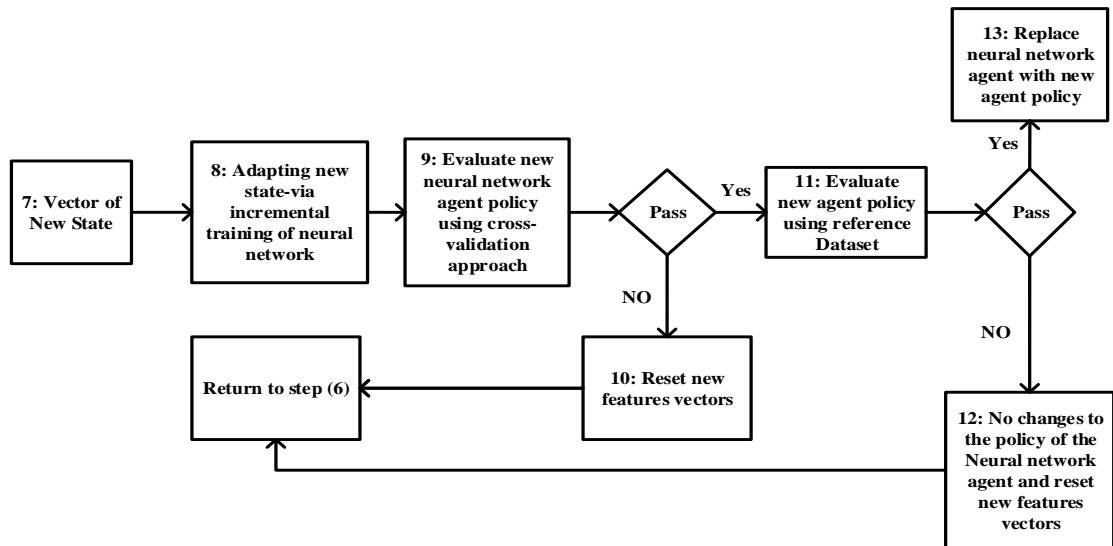 7: Vector of
New State
8: Adapting new
state-via
incremental
training of neural
network
9: Evaluate new
neural network
agent policy
using cross-
validation
approach
Pass
Yes
NO
10: Reset new
features vectors
Return to step (6)
11: Evaluate
new agent policy
using reference
Dataset
Pass
Yes
13: Replace
neural network
agent with new
agent policy
NO
12: No changes to
the policy of the
Neural network
agent and reset
new features
vectors